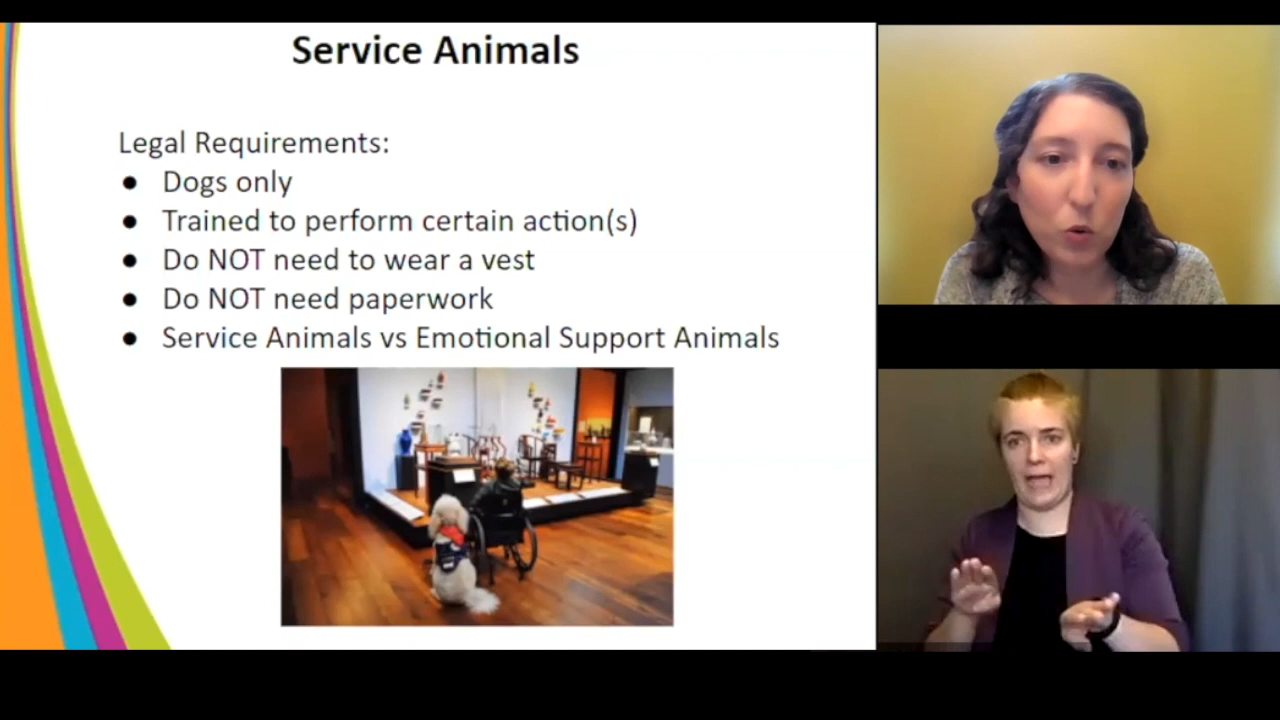 Service Animals
Legal Requirements:
● Dogs only
● Trained to perform certain action(s)
● Do NOT need to wear a vest
● Do NOT need paperwork
● Service Animals vs Emotional Support Animals